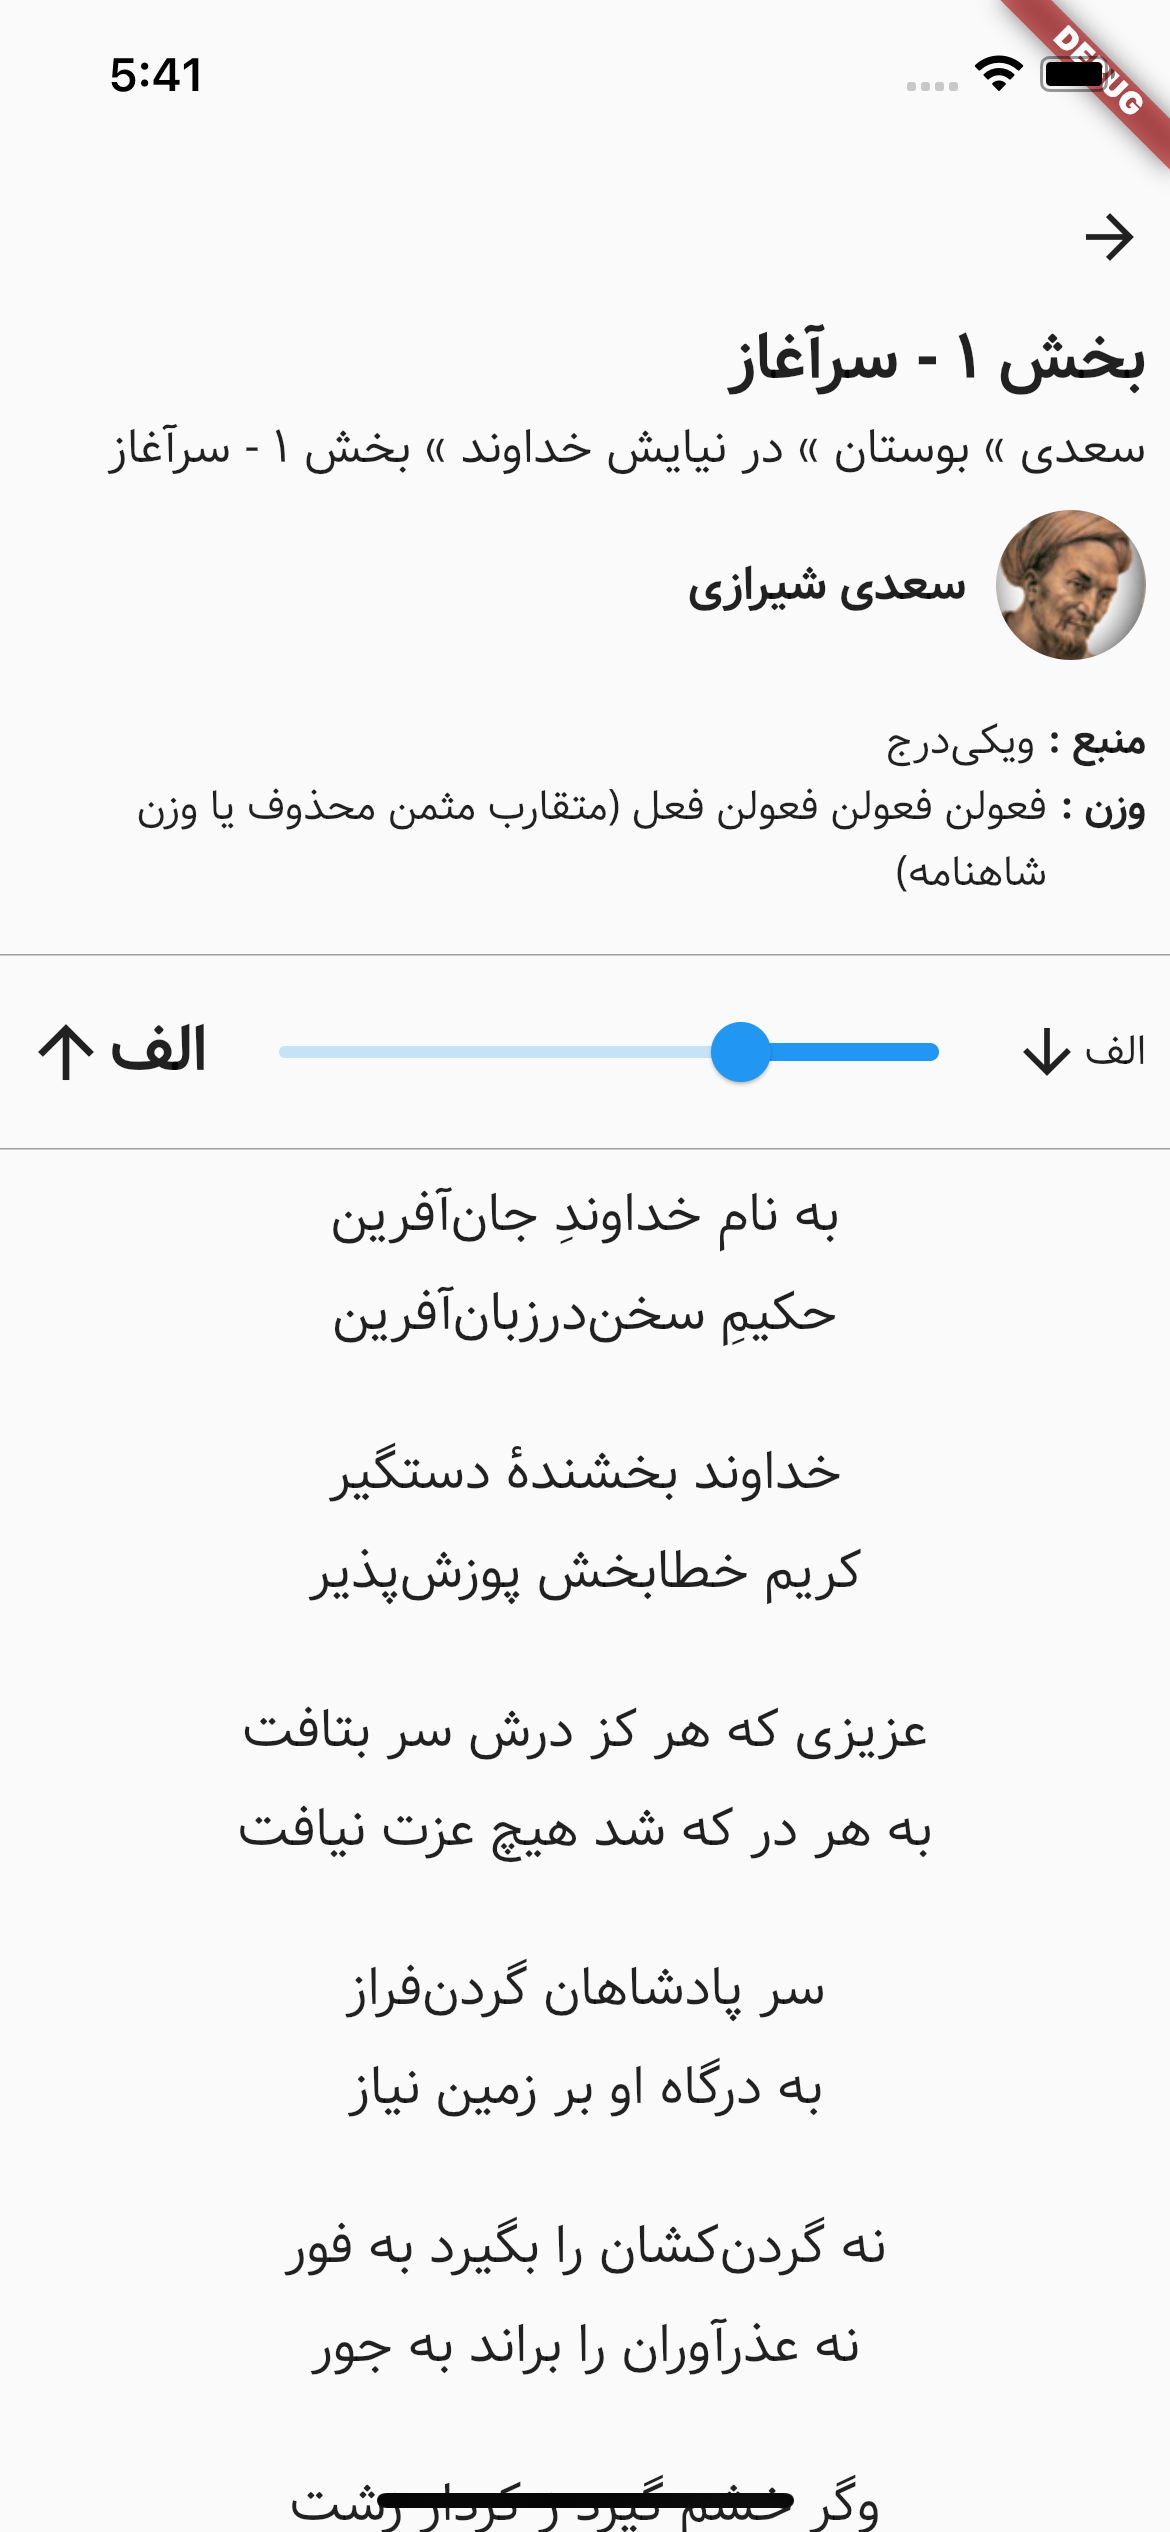 5:41
DEBUG
بخش ۱ - سرآغاز
سعدی » بوستان » در نیایش خداوند » بخش ۱ - سرآغاز
سعدی شیرازی
منبع : ویکی‌درج
وزن : فعولن فعولن فعولن فعل (متقارب مثمن محذوف یا وزن
شاهنامه)
الف
الف
به نام خداوندِ جان‌آفرین
حکیمِ سخن‌درزبان‌آفرین
خداوند بخشندهٔ دستگیر
کریم خطابخش پوزش‌پذیر
عزیزی که هر کز درش سر بتافت
به هر در که شد هیچ عزت نیافت
سر پادشاهان گردن‌فراز
به درگاه او بر زمین نیاز
نه گردن‌کشان را بگیرد به فور
نه عذرآوران را براند به جور
وگر خشم گیرد ز کردار زشت